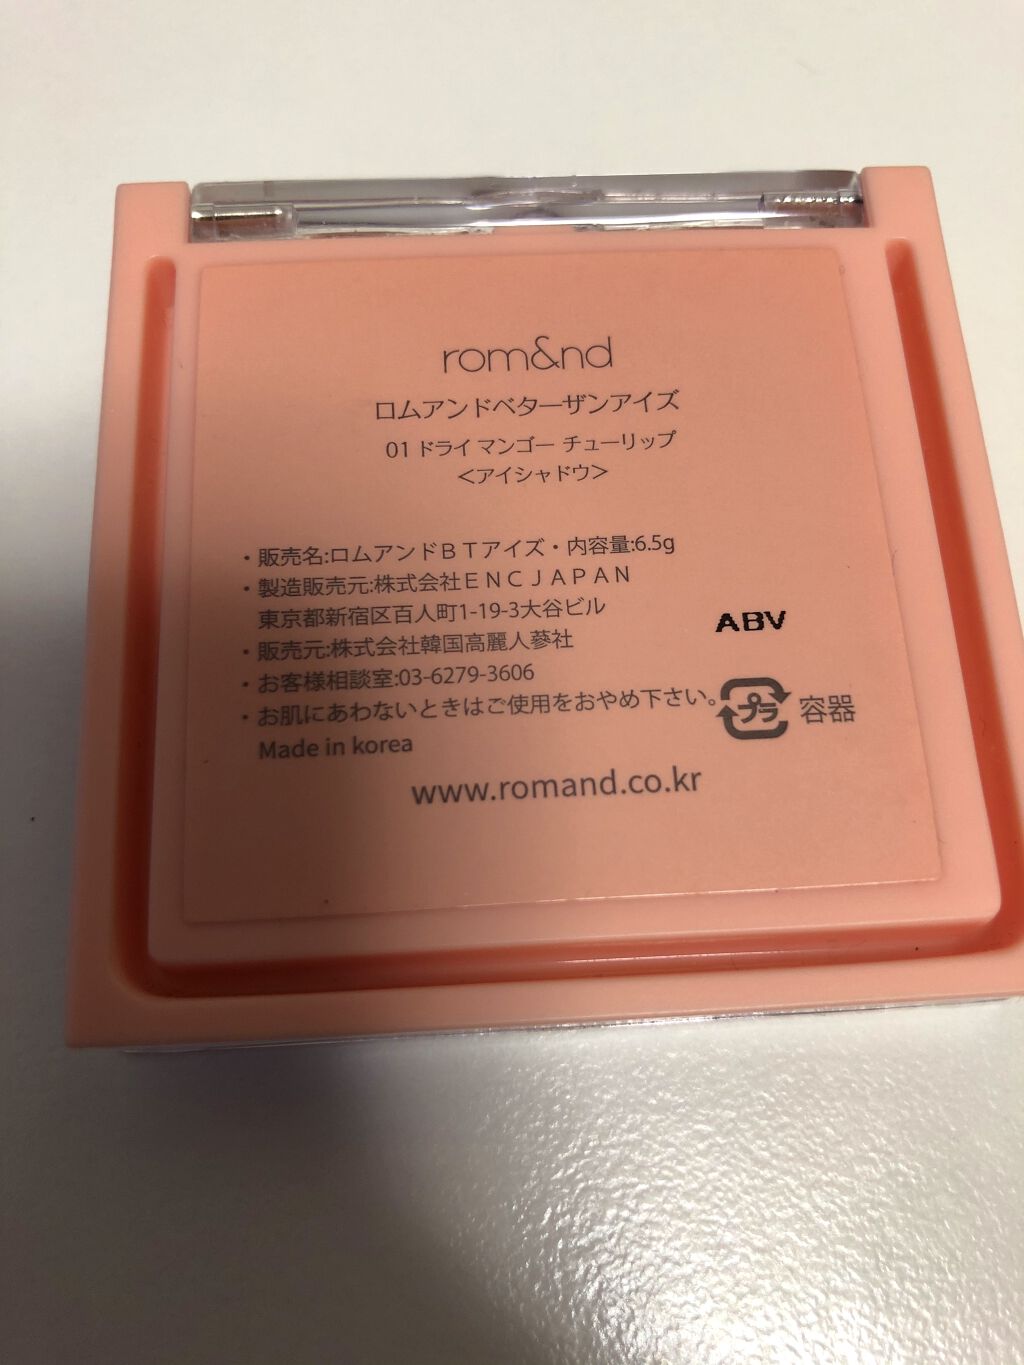 rom&nd
ロムアンドベターザンアイズ
01 ドライ マンゴー チューリップ
<アイシャドウ>
・販売名:ロムアンドＢＴアイズ・内容量:6.5g
・製造販売元:株式会社ＥＮＣＪＡＰＡＮ
東京都新宿区百人町1-19-3大谷ビル
・販売元:株式会社韓国高麗人蔘社
・お客様相談室:03-6279-3606
・お肌にあわないときはご使用をおやめ下さい。
Made in korea
ABV
プラ 容器
www.romand.co.kr